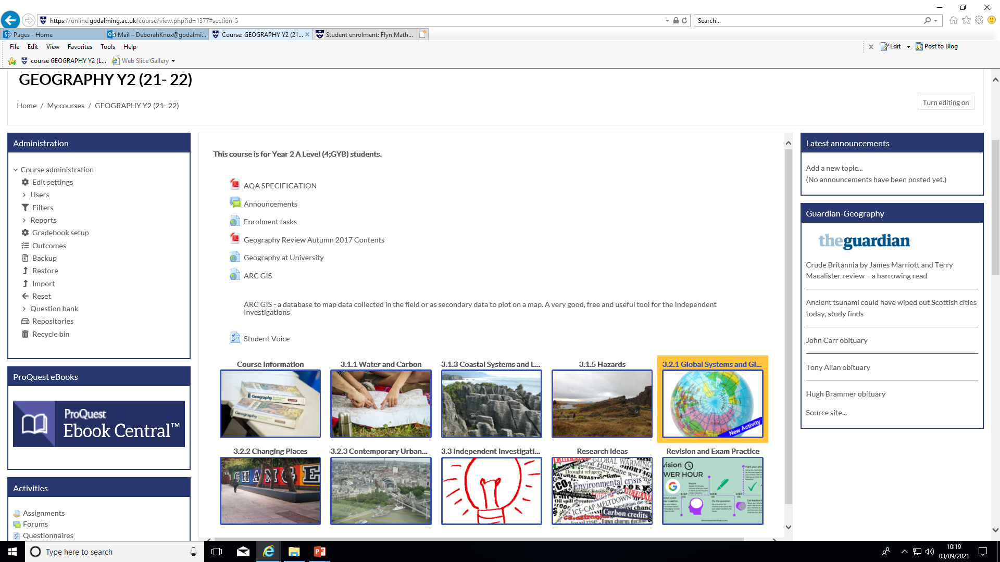 https://online.godalming.ac.uk/course/view.php?id=1377#section-5
Search...
Pages - Home
Mail – DeborahKnox@godalmi...
Course: GEOGRAPHY Y2 (21...
Student enrolment: Flyn Math...
File Edit View Favorites Tools Help
Edit
Post to Blog
course GEOGRAPHY Y2 (L...
Web Slice Gallery
GEOGRAPHY Y2 (21- 22)
Home / My courses / GEOGRAPHY Y2 (21- 22)
Turn editing on
Administration
Course administration
Edit settings
Users
Filters
Reports
Gradebook setup
Outcomes
Backup
Restore
Import
Reset
Question bank
Repositories
Recycle bin
ProQuest eBooks
ProQuest
Ebook Central™
Activities
Assignments
Forums
Questionnaires
This course is for Year 2 A Level (4;GYB) students.
AQA SPECIFICATION
Announcements
Enrolment tasks
Geography Review Autumn 2017 Contents
Geography at University
ARC GIS
ARC GIS - a database to map data collected in the field or as secondary data to plot on a map. A very good, free and useful tool for the Independent
Investigations
Student Voice
Course Information
Geography
Geography
3.1.1 Water and Carbon
3.1.3 Coastal Systems and L...
3.1.5 Hazards
3.2.1 Global Systems and Gl...
New Activity
3.2.2 Changing Places
CHANGE
3.2.3 Contemporary Urban...
3.3 Independent Investigati...
Research ideas
GLOBAL WARMING
Drought refugees
Hurricane
SHORTAG
NATURAL DISASTER
CO2
Environmental crisis
Oil spill
ICE-CAP MELTDOWN
Amphibian die-o
Carbon credits
Dawn chorus decline
Revision and Exam Practice
vision
WER HOUR
Latest announcements
Add a new topic...
(No announcements have been posted yet.)
Guardian-Geography
theguardian
Crude Britannia by James Marriott and Terry
Macalister review – a harrowing read
Ancient tsunami could have wiped out Scottish cities
today, study finds
John Carr obituary
Tony Allan obituary
Hugh Brammer obituary
Source site...
Type here to search
10:19
03/09/2021